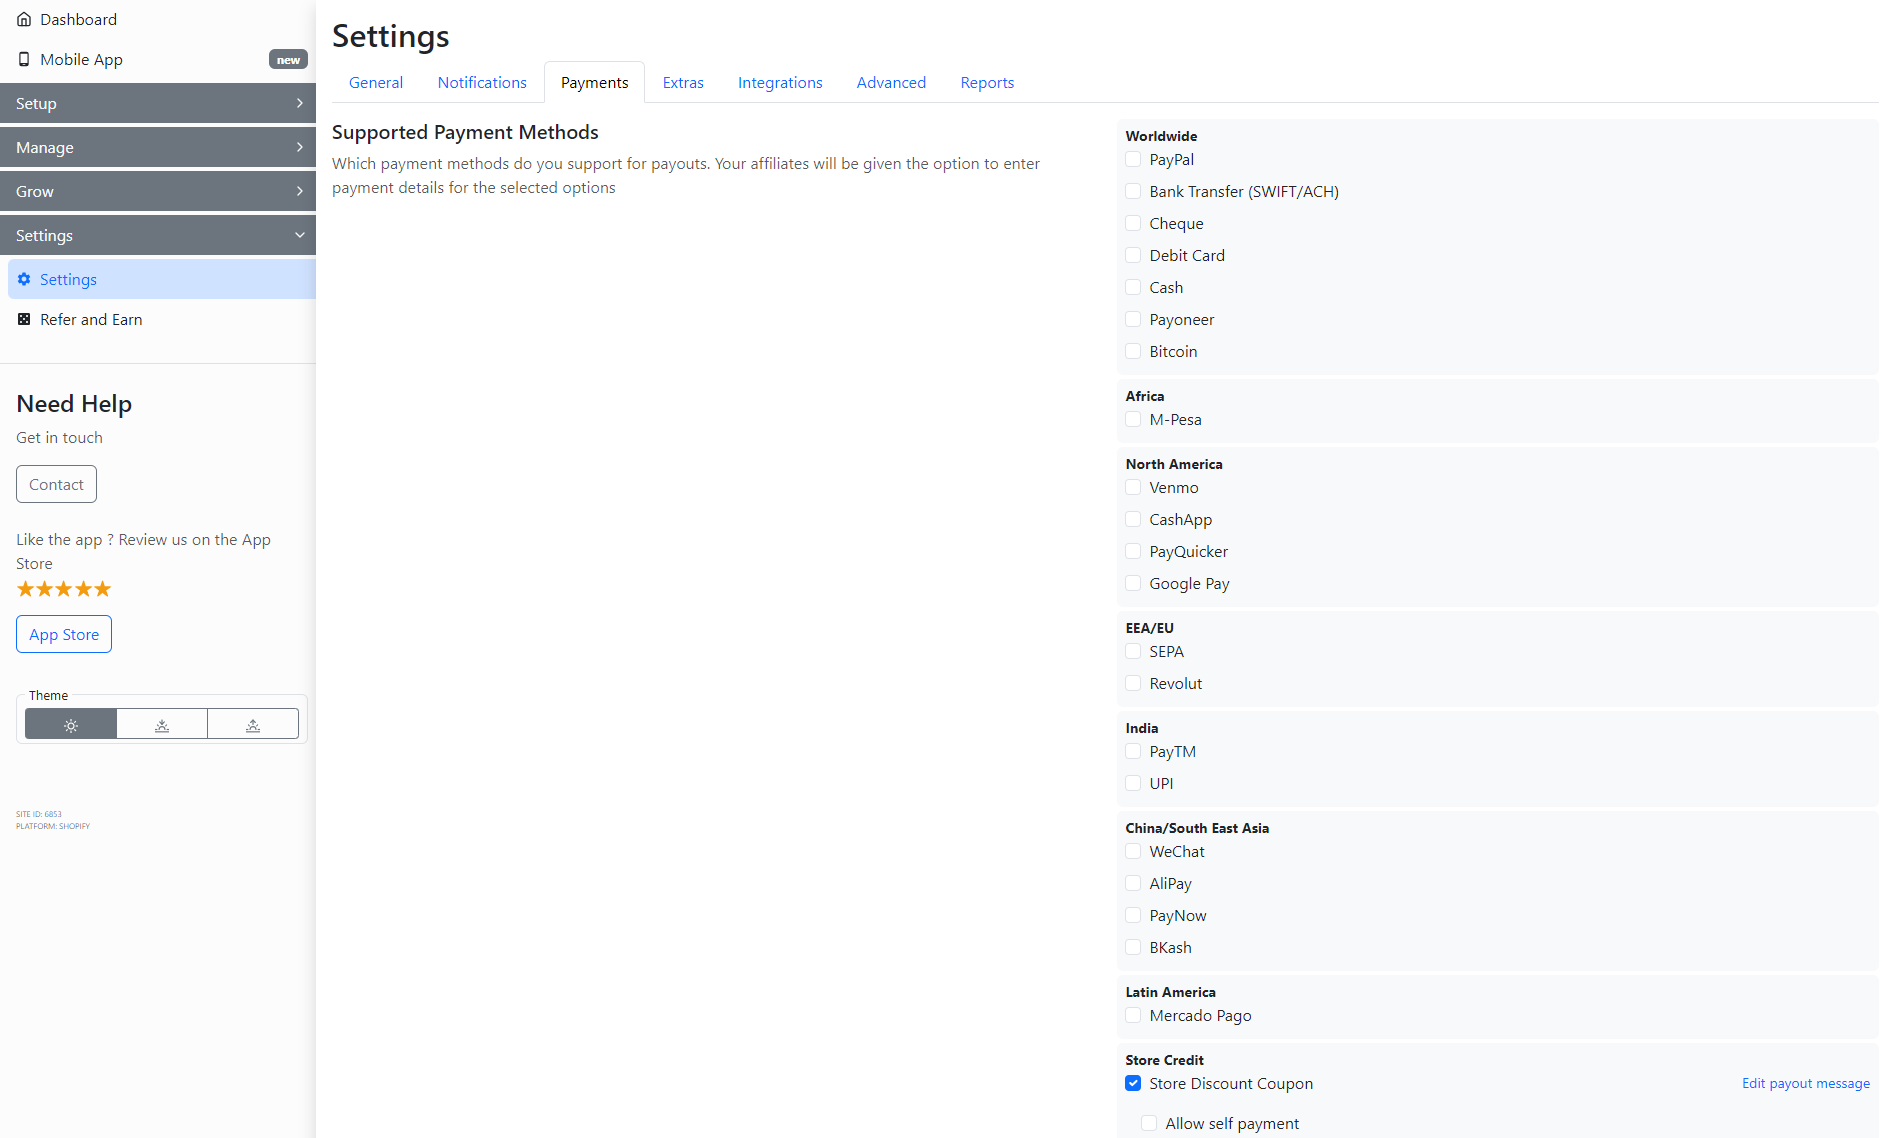 Dashboard
Mobile App
new
Setup
Manage
Grow
Settings
Settings
Refer and Earn
Need Help
Get in touch
Contact
Like the app ? Review us on the App
Store
App Store
Theme
SITE ID: 6853
PLATFORM: SHOPIFY
Settings
General
Notifications
Payments
Extras
Integrations
Advanced
Reports
Supported Payment Methods
Which payment methods do you support for payouts. Your affiliates will be given the option to enter
payment details for the selected options
Worldwide
PayPal
Bank Transfer (SWIFT/ACH)
Cheque
Debit Card
Cash
Payoneer
Bitcoin
Africa
M-Pesa
North America
Venmo
CashApp
PayQuicker
Google Pay
EEA/EU
SEPA
Revolut
India
PayTM
UPI
China/South East Asia
WeChat
AliPay
PayNow
BKash
Latin America
Mercado Pago
Store Credit
Store Discount Coupon
Edit payout message
Allow self payment